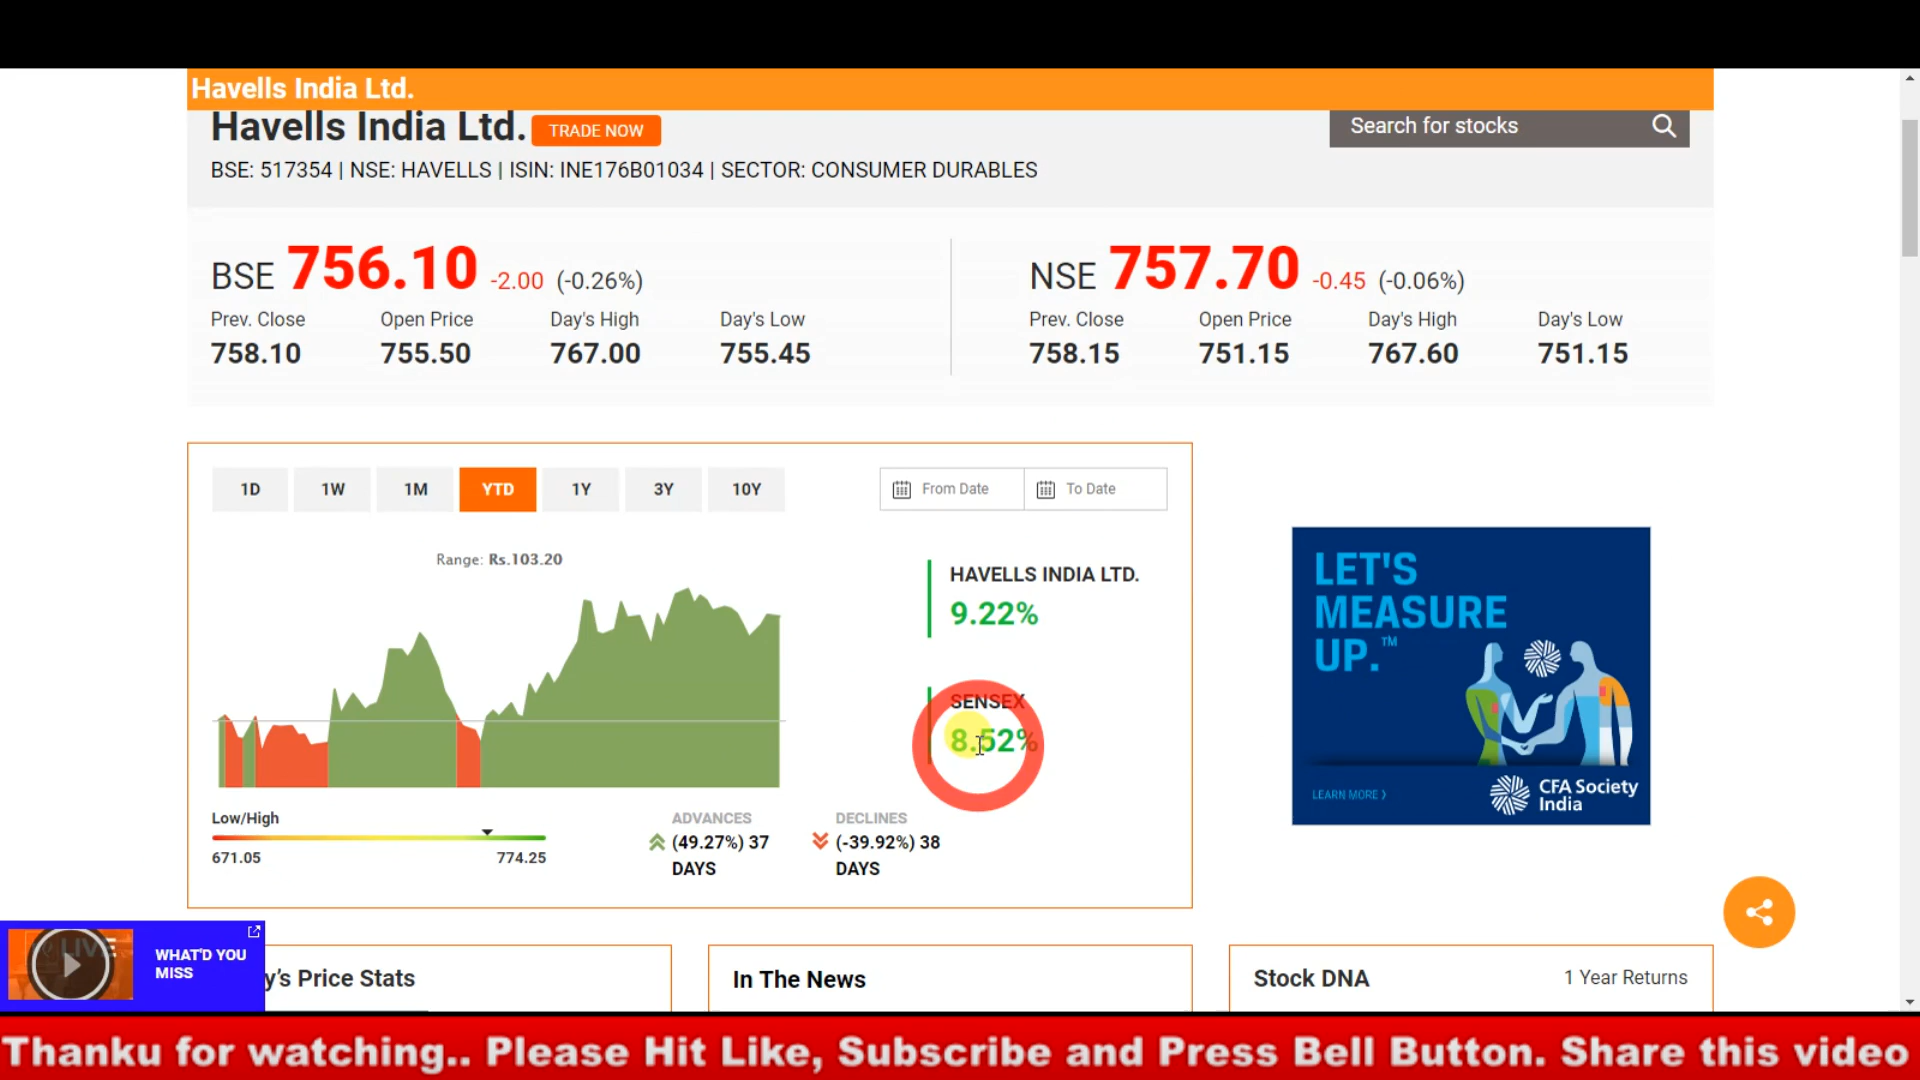 Havells India Ltd.
Havells India Ltd. TRADE NOW
Search for stocks
BSE: 517354 | NSE: HAVELLS | ISIN: INE176B01034 | SECTOR: CONSUMER DURABLES
BSE 756.10 -2.00 (-0.26%)
Prev. Close Open Price Day's High Day's Low
758.10 755.50 767.00 755.45
NSE 757.70 -0.45 (-0.06%)
Prev. Close Open Price Day's High Day's Low
758.15 751.15 767.60 751.15
1D 1W 1M YTD 1Y 3Y 10Y
From Date To Date
Range: Rs.103.20
HAVELLS INDIA LTD.
9.22%
SENSEX
8.52%
Low/High
671.05 774.25
ADVANCES
(49.27%) 37
DAYS
DECLINES
(-39.92%) 38
DAYS
LET'S
MEASURE
UP.™
LEARN MORE
CFA Society
India
LIVE
WHAT'D YOU
MISS
y's Price Stats
In The News
Stock DNA 1 Year Returns
Thanku for watching.. Please Hit Like, Subscribe and Press Bell Button. Share this video